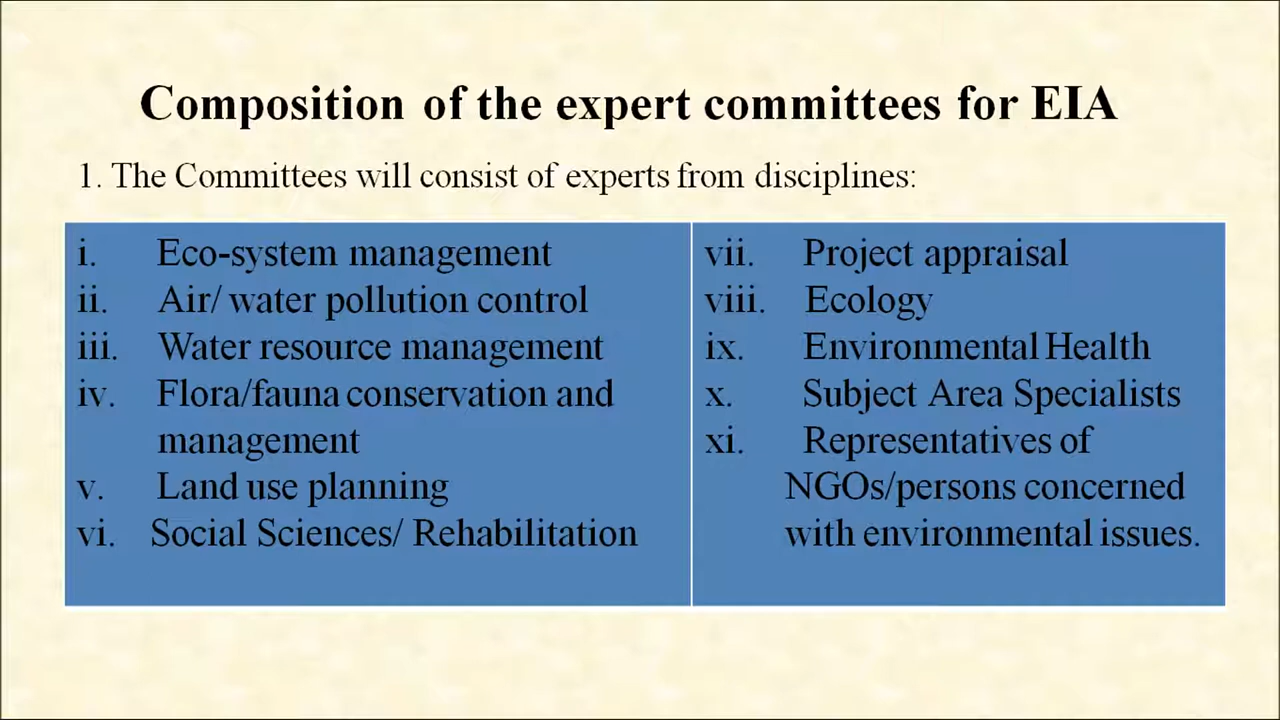 Composition of the expert committees for EIA
1. The Committees will consist of experts from disciplines:
i. Eco-system management
ii. Air/ water pollution control
iii. Water resource management
iv. Flora/fauna conservation and
management
v. Land use planning
vi. Social Sciences/ Rehabilitation
vii. Project appraisal
viii. Ecology
ix. Environmental Health
x. Subject Area Specialists
xi. Representatives of
NGOs/persons concerned
with environmental issues.